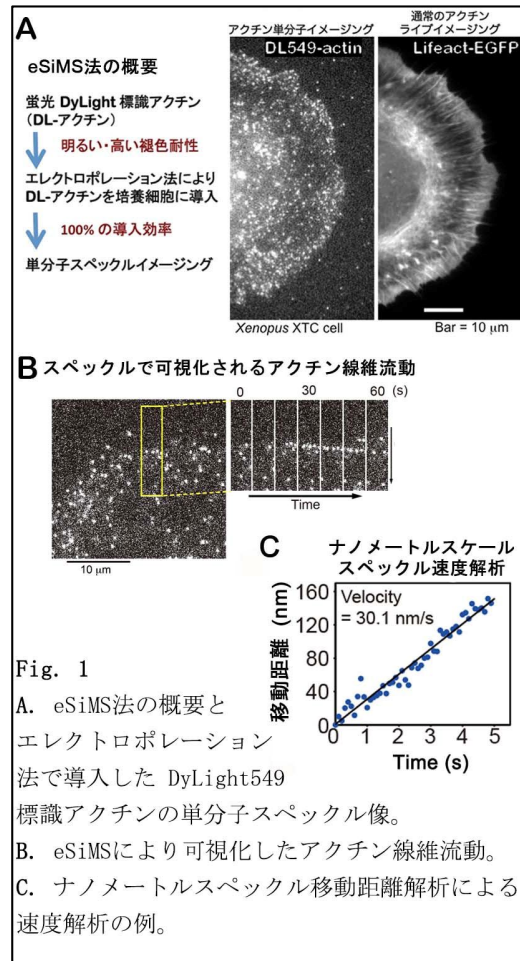 A
eSiMS法の概要
蛍光 DyLight 標識アクチン
（DL-アクチン）
明るい・高い褪色耐性
エレクトロポレーション法により
DL-アクチンを培養細胞に導入
100% の導入効率
単分子スペックルイメージング
アクチン単分子イメージング
DL549-actin
Xenopus XTC cell
通常のアクチン
ライブイメージング
Lifeact-EGFP
Bar = 10 μm
B スペックルで可視化されるアクチン線維流動
0 30 60 (s)
Time
10 μm
C ナノメートルスケール
スペックル速度解析
移動距離 (nm)
160
120
80
40
0
Velocity
= 30.1 nm/s
0 1 2 3 4 5
Time (s)
Fig. 1
A. eSiMS法の概要と
エレクトロポレーション
法で導入した DyLight549
標識アクチンの単分子スペックル像。
B. eSiMSにより可視化したアクチン線維流動。
C. ナノメートルスペックル移動距離解析による
速度解析の例。